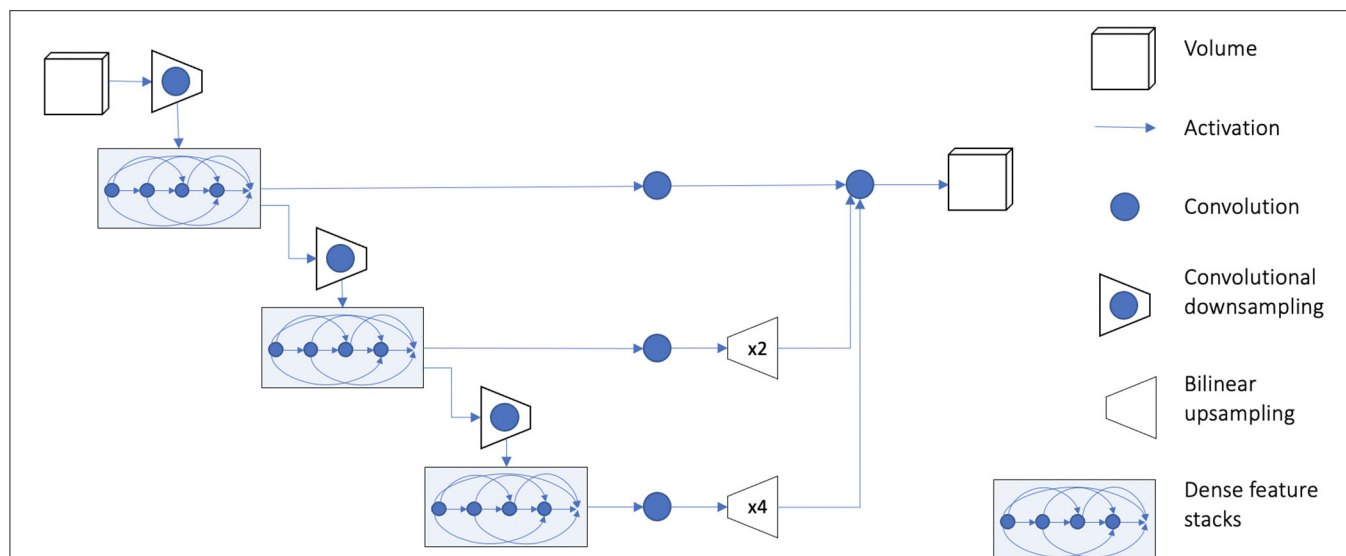 Volume
Activation
Convolution
Convolutional
downsampling
x2
Bilinear
upsampling
x4
Dense feature
stacks